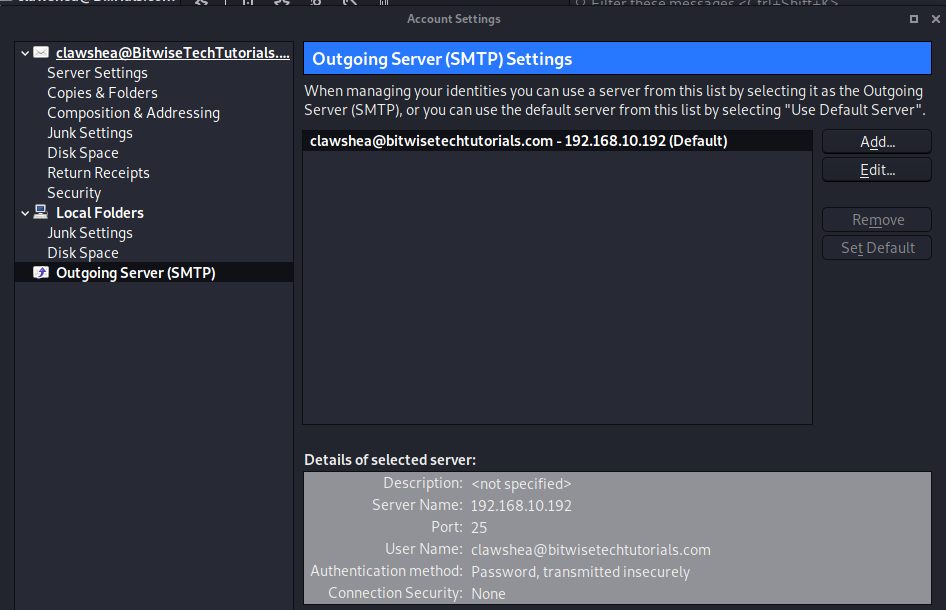 Filter these messages <Ctrl+Shift+K>
Account Settings
clawshea@BitwiseTechTutorials....
Server Settings
Copies & Folders
Composition & Addressing
Junk Settings
Disk Space
Return Receipts
Security
Local Folders
Junk Settings
Disk Space
Outgoing Server (SMTP)
Outgoing Server (SMTP) Settings
When managing your identities you can use a server from this list by selecting it as the Outgoing
Server (SMTP), or you can use the default server from this list by selecting "Use Default Server".
clawshea@bitwisetechtutorials.com - 192.168.10.192 (Default)
Add...
Edit...
Remove
Set Default
Details of selected server:
Description: <not specified>
Server Name: 192.168.10.192
Port: 25
User Name: clawshea@bitwisetechtutorials.com
Authentication method: Password, transmitted insecurely
Connection Security: None